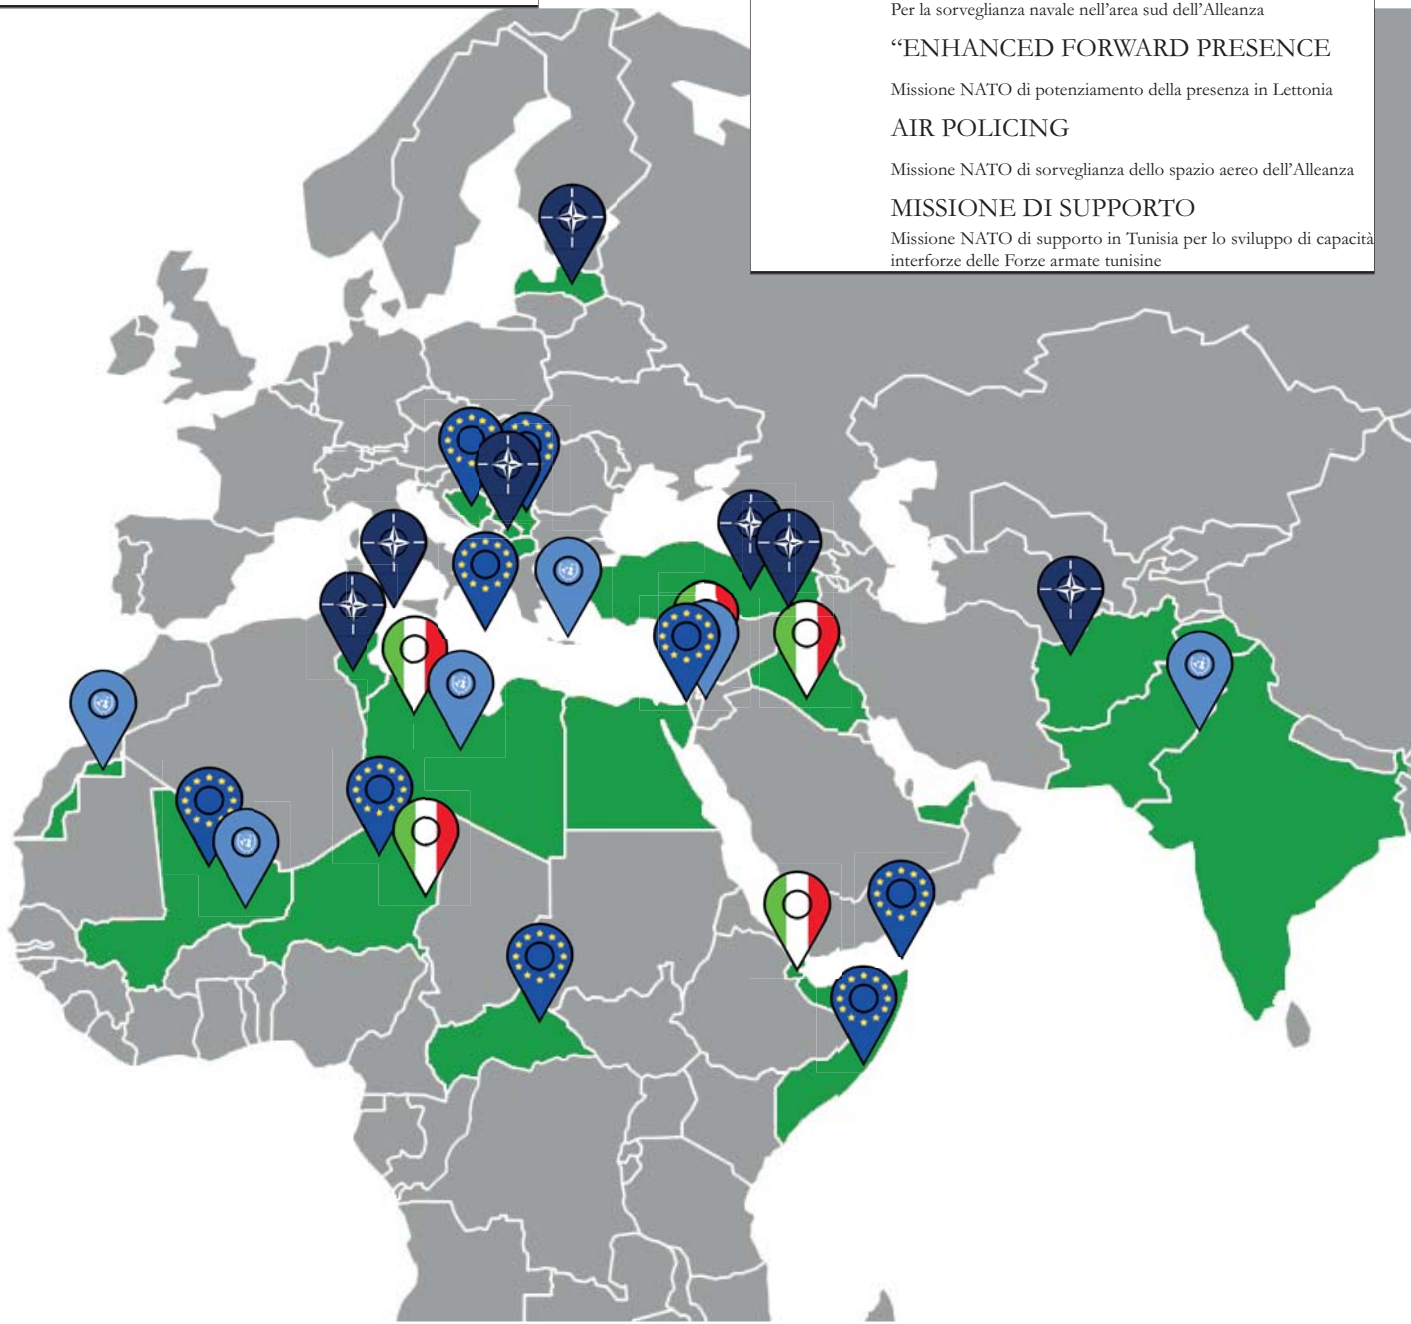 Per la sorveglianza navale nell’area sud dell’Alleanza
“ENHANCED FORWARD PRESENCE
Missione NATO di potenziamento della presenza in Lettonia
AIR POLICING
Missione NATO di sorveglianza dello spazio aereo dell’Alleanza
MISSIONE DI SUPPORTO
Missione NATO di supporto in Tunisia per lo sviluppo di capacità
interforze delle Forze armate tunisine